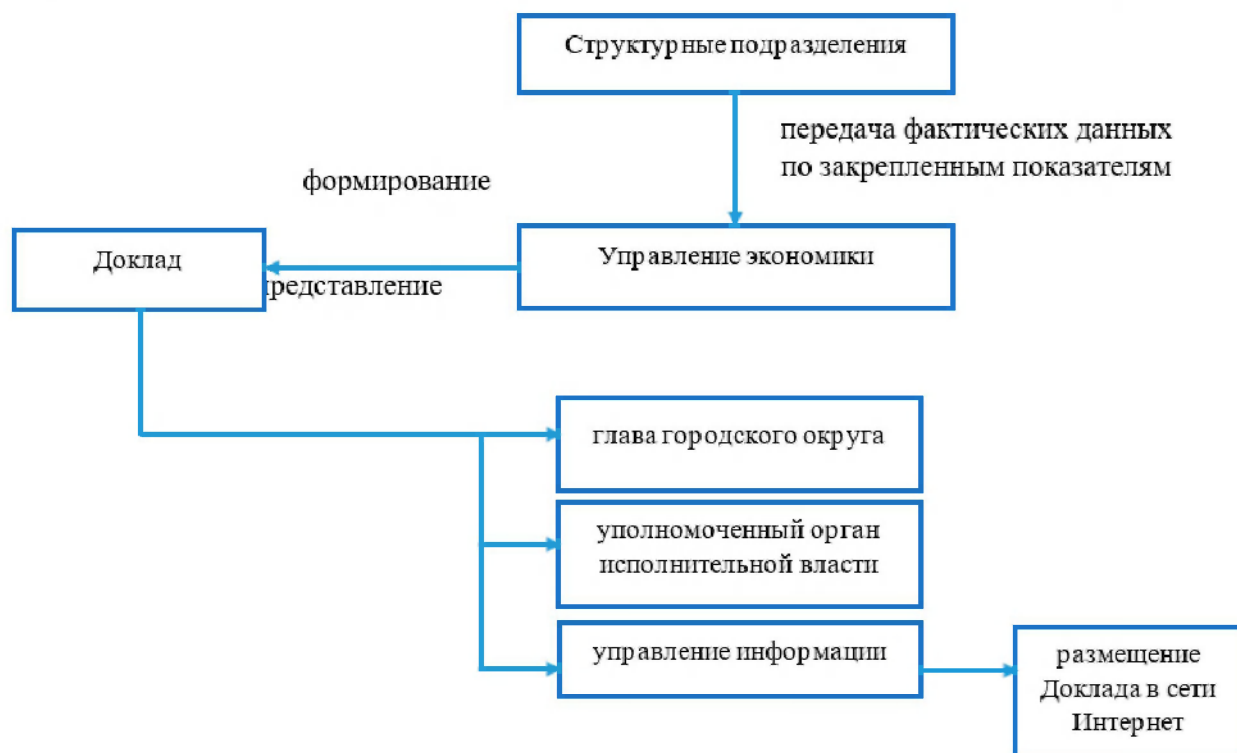 Структурные подразделения
передача фактических данных
по закрепленным показателям
формирование
Доклад
Управление экономики
представление
глава городского округа
уполномоченный орган
исполнительной власти
управление информации
размещение
Доклада в сети
Интернет